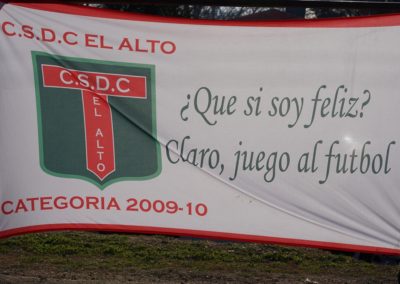 C.S.D.C EL ALTO
C.S.D.C
EL ALTO
¿Que si soy feliz?
Claro, juego al futbol
CATEGORIA 2009-10